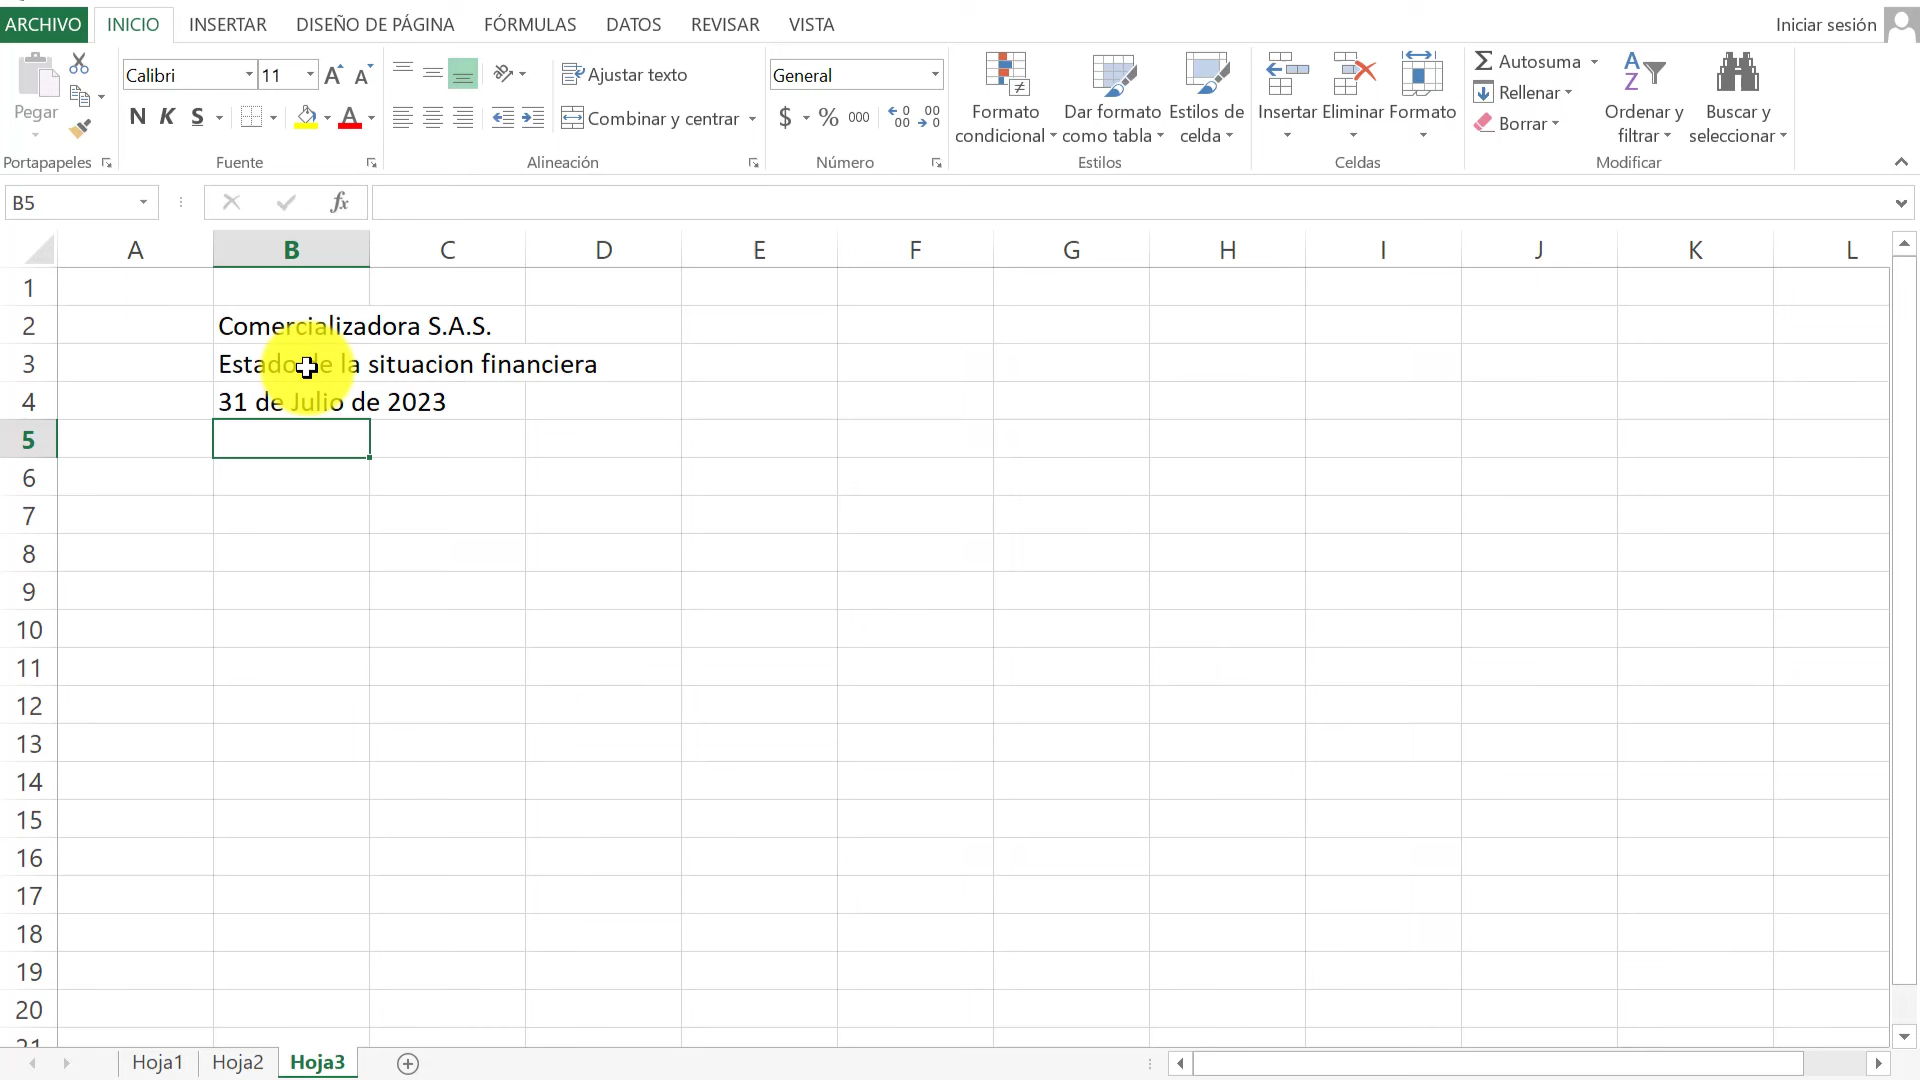 ARCHIVO INICIO INSERTAR DISEÑO DE PÁGINA FÓRMULAS DATOS REVISAR VISTA Iniciar sesión
Pegar
Portapapeles
Calibri 11 A A
N K S A
Fuente
Ajustar texto
Combinar y centrar
Alineación
General
$ % 000
Número
Formato condicional
Dar formato como tabla
Estilos de celda
Estilos
Insertar Eliminar Formato
Celdas
Autosuma
Rellenar
Borrar
Ordenar y filtrar
Buscar y seleccionar
Modificar
B5 fx
A B C D E F G H I J K L
1
2 Comercializadora S.A.S.
3 Estado de la situacion financiera
4 31 de Julio de 2023
5
6
7
8
9
10
11
12
13
14
15
16
17
18
19
20
21
Hoja1 Hoja2 Hoja3